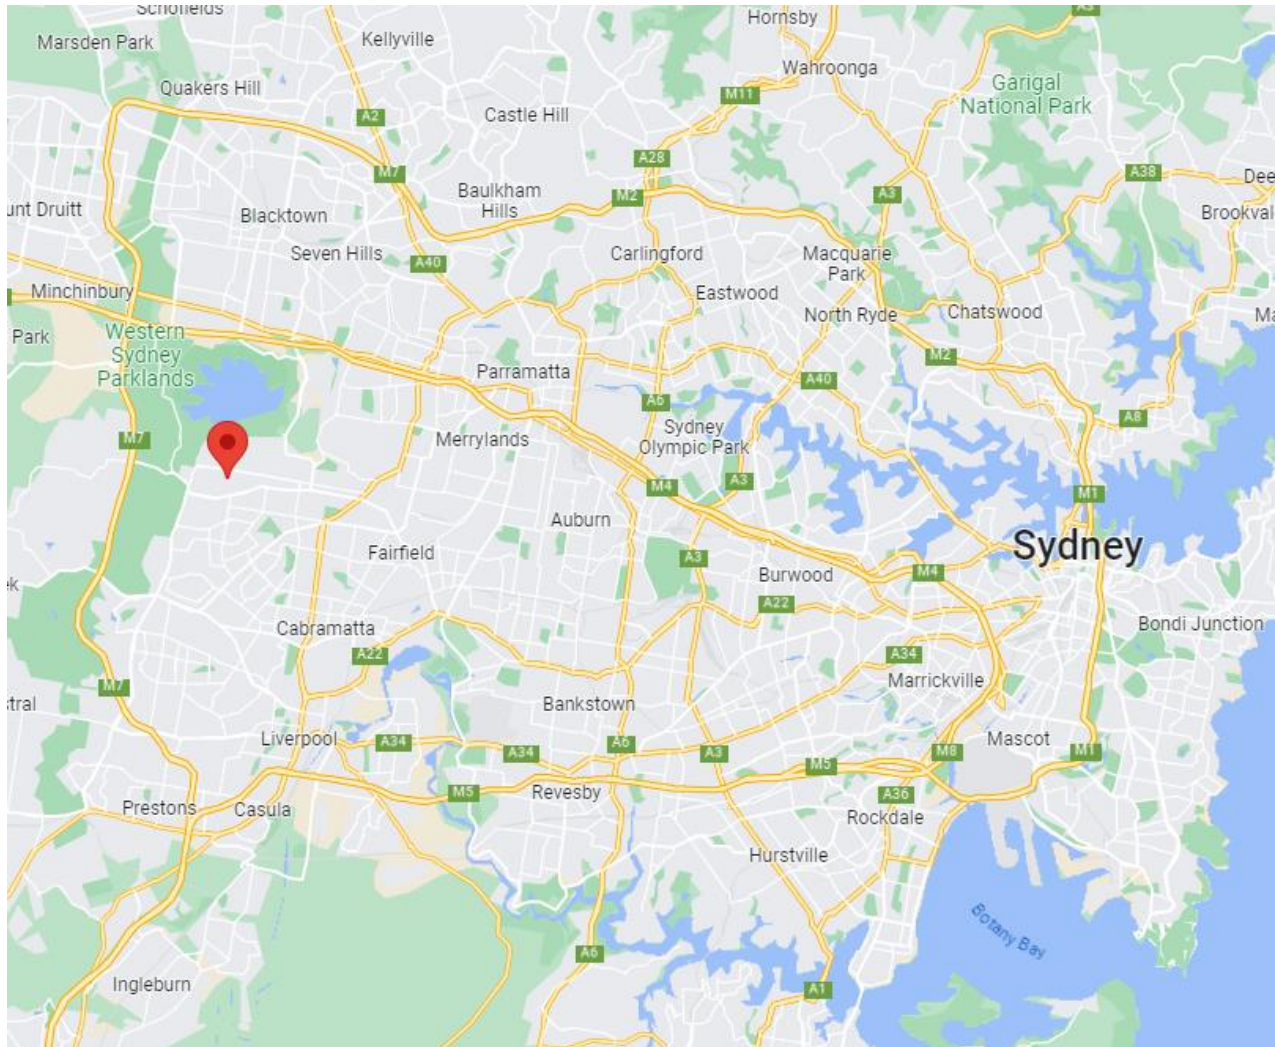 Schofields
Hornsby
A3
Marsden Park
Kellyville
Wahroonga
Garigal
National Park
Quakers Hill
M11
A2
Castle Hill
A28
M7
A38
Dee
Baulkham
Hills
M2
A3
unt Druitt
Blacktown
Brookval
Seven Hills
A40
Carlingford
Macquarie
Park
Minchinbury
Eastwood
North Ryde
Chatswood
Park
Western
Sydney
Parklands
Ma
M2
Parramatta
A40
A6
A8
M7
Merrylands
Sydney
Olympic Park
A3
M4
M1
Auburn
Fairfield
A3
Sydney
Burwood
M4
ek
A22
Cabramatta
Bondi Junction
A22
A34
M7
Marrickville
stral
Bankstown
Liverpool
A34
A34
A6
A3
M8
Mascot
M1
M5
M5
Revesby
A36
Prestons
Casula
Rockdale
Hurstville
Botany Bay
A6
Ingleburn
A1